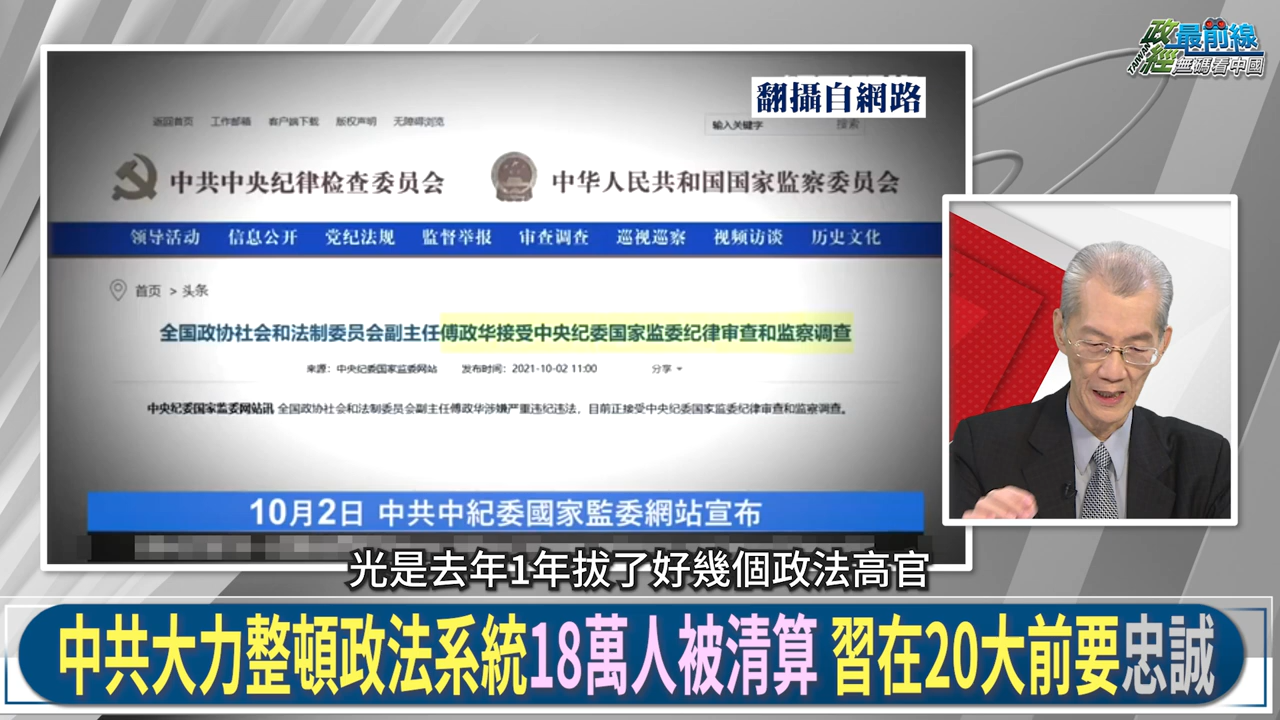 政經最前線
無碼看中國
翻攝自網路
返回首页 工作邮箱 客户端下载 版权声明 无障碍浏览
输入关键字 搜索
中共中央纪律检查委员会 中华人民共和国国家监察委员会
领导活动 信息公开 党纪法规 监督举报 审查调查 巡视巡察 视频访谈 历史文化
首页 > 头条
全国政协社会和法制委员会副主任傅政华接受中央纪委国家监委纪律审查和监察调查
来源：中央纪委国家监委网站 发布时间：2021-10-02 11:00 分享
中央纪委国家监委网站讯 全国政协社会和法制委员会副主任傅政华涉嫌严重违纪违法，目前正接受中央纪委国家监委纪律审查和监察调查。
10月2日 中共中紀委國家監委網站宣布
光是去年1年拔了好幾個政法高官
中共大力整頓政法系統18萬人被清算 習在20大前要忠誠